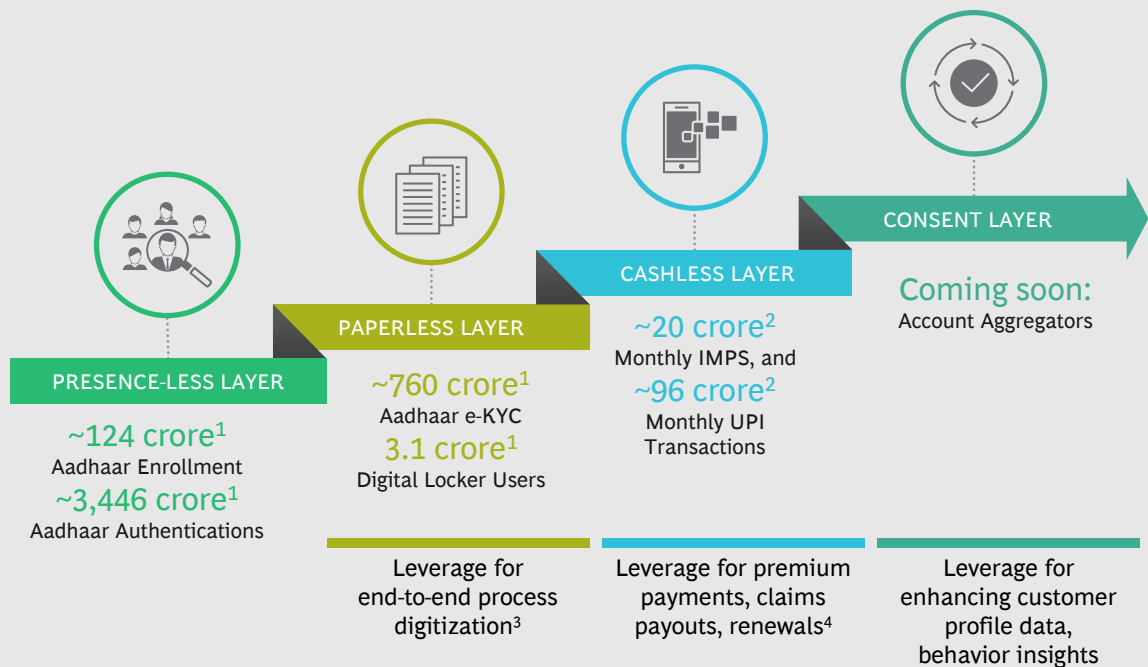 PRESENCE-LESS LAYER
~124 crore¹
Aadhaar Enrollment
~3,446 crore¹
Aadhaar Authentications
PAPERLESS LAYER
~760 crore¹
Aadhaar e-KYC
3.1 crore¹
Digital Locker Users
Leverage for
end-to-end process
digitization³
CASHLESS LAYER
~20 crore²
Monthly IMPS, and
~96 crore²
Monthly UPI
Transactions
Leverage for premium
payments, claims
payouts, renewals⁴
CONSENT LAYER
Coming soon:
Account Aggregators
Leverage for
enhancing customer
profile data,
behavior insights